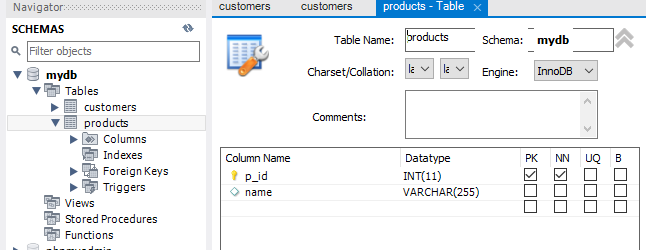 Navigator
SCHEMAS
Filter objects
mydb
Tables
customers
products
Columns
Indexes
Foreign Keys
Triggers
Views
Stored Procedures
Functions
customers customers products - Table
Table Name: products Schema: mydb
Charset/Collation: la la Engine: InnoDB
Comments:
Column Name Datatype PK NN UQ B
p_id INT(11)
name VARCHAR(255)